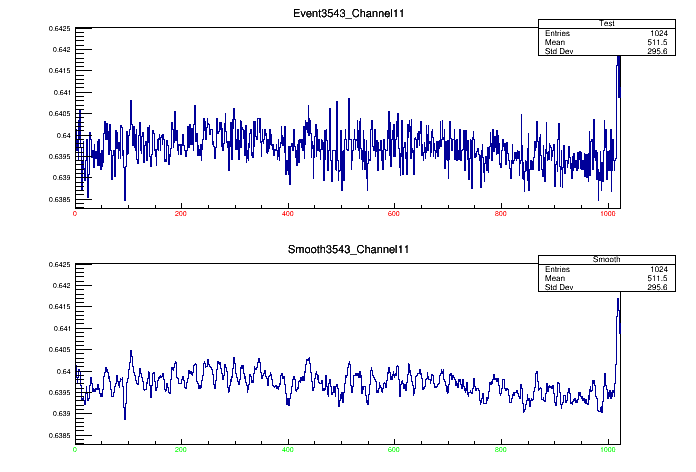 Event3543_Channel11
Test
Entries 1024
Mean 511.5
Std Dev 295.6
0.6425
0.642
0.6415
0.641
0.6405
0.64
0.6395
0.639
0.6385
0 200 400 600 800 1000
Smooth3543_Channel11
Smooth
Entries 1024
Mean 511.5
Std Dev 295.6
0.6425
0.642
0.6415
0.641
0.6405
0.64
0.6395
0.639
0.6385
0 200 400 600 800 1000